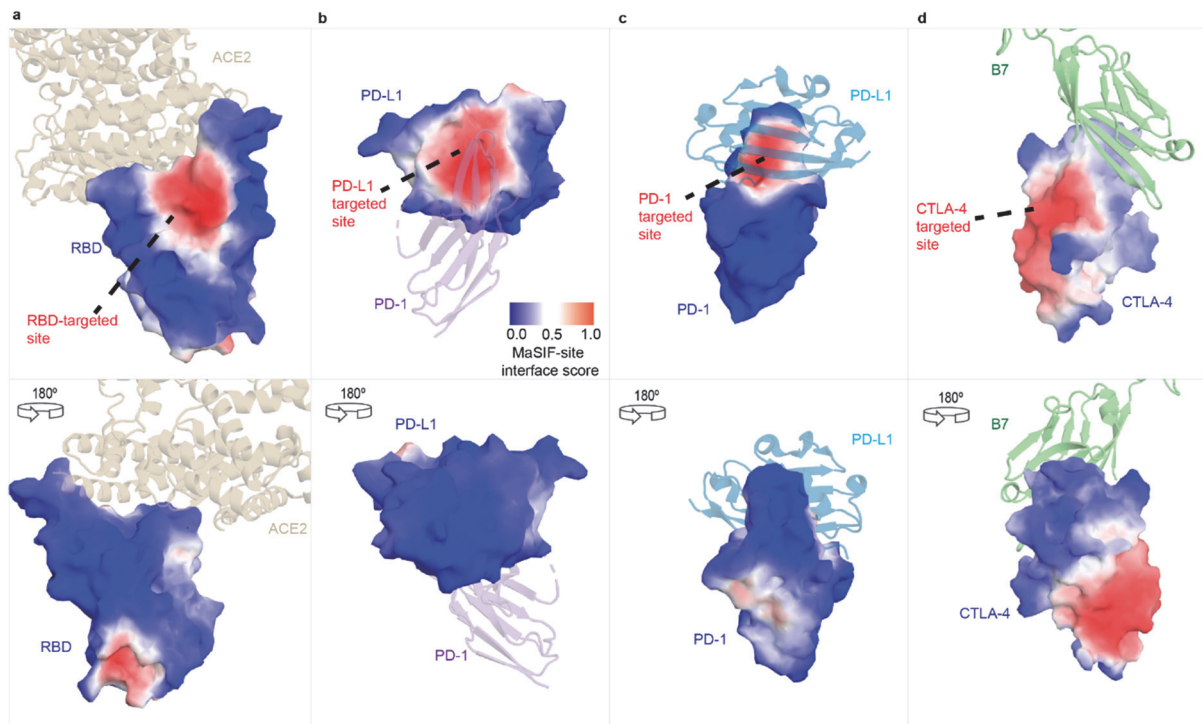 a
ACE2
RBD
RBD-targeted
site
b
PD-L1
PD-L1
targeted
site
PD-1
0.0 0.5 1.0
MaSIF-site
interface score
c
PD-L1
PD-1
targeted
site
PD-1
d
B7
CTLA-4
targeted
site
CTLA-4
180º
ACE2
RBD
180º
PD-L1
PD-1
180º
PD-L1
PD-1
180º
B7
CTLA-4